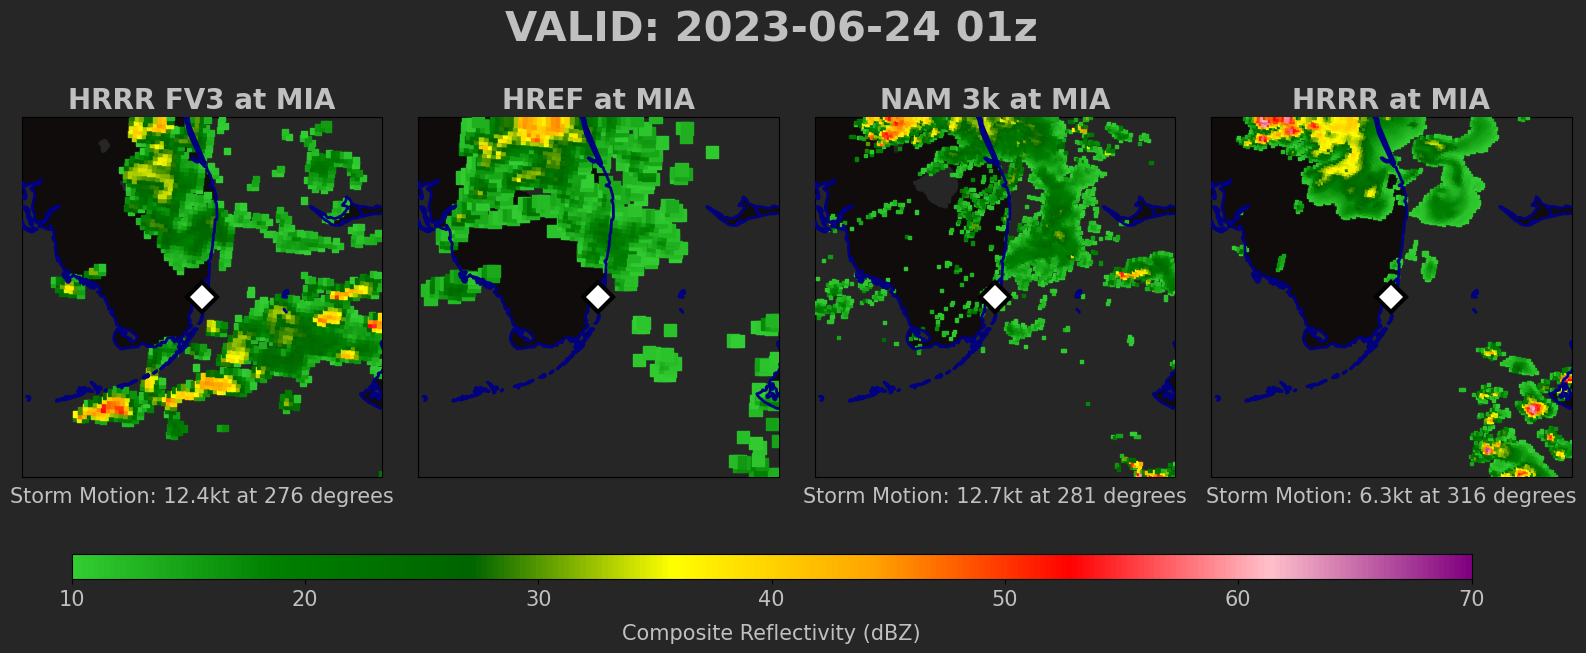 VALID: 2023-06-24 01z
HRRR FV3 at MIA
HREF at MIA
NAM 3k at MIA
HRRR at MIA
Storm Motion: 12.4kt at 276 degrees
Storm Motion: 12.7kt at 281 degrees
Storm Motion: 6.3kt at 316 degrees
10 20 30 40 50 60 70
Composite Reflectivity (dBZ)